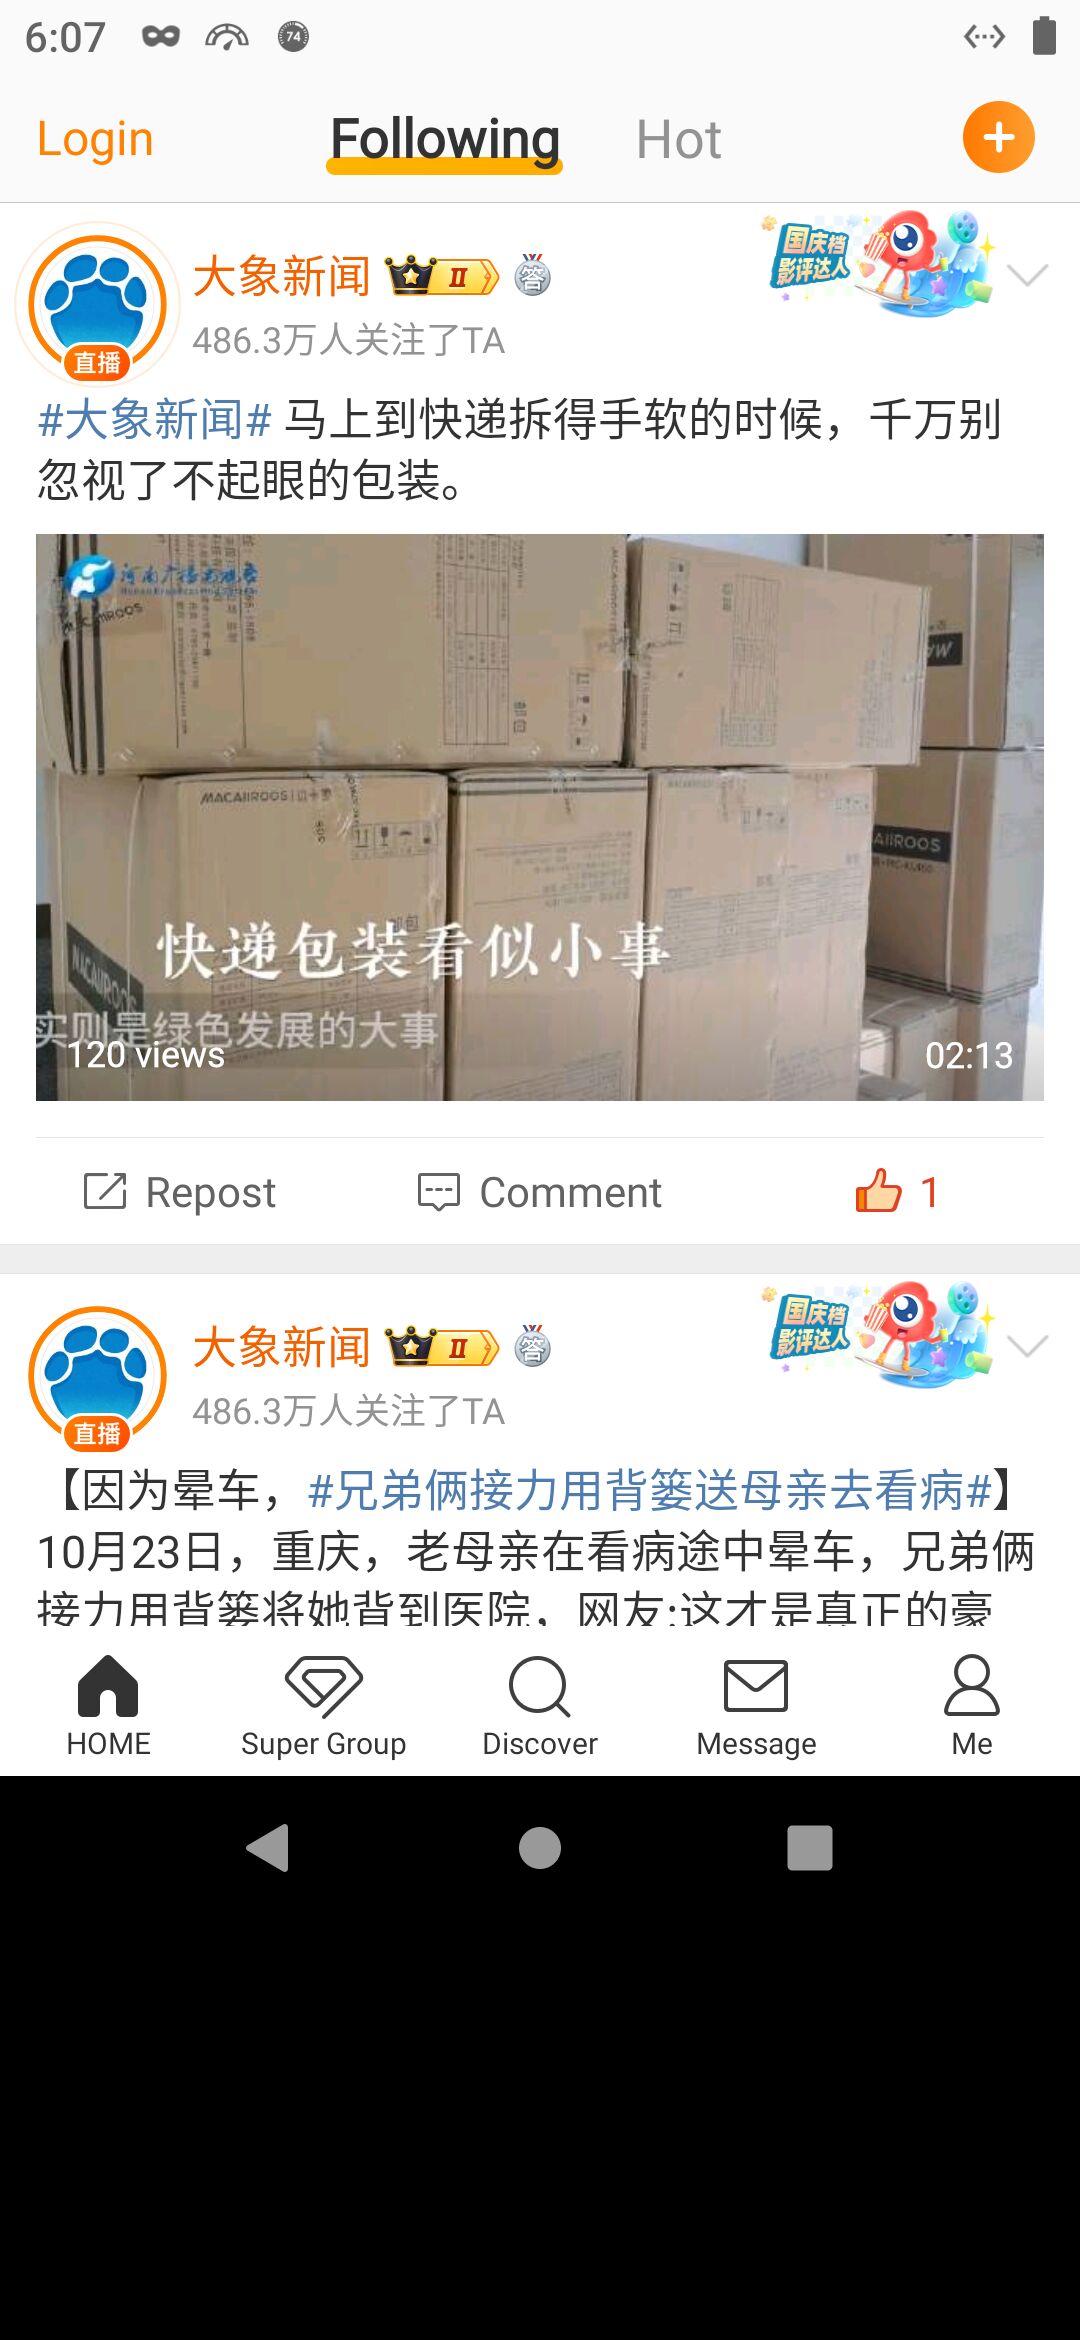 6:07
74
Login
Following
Hot
大象新闻
II
答
国庆档
影评达人
486.3万人关注了TA
直播
#大象新闻# 马上到快递拆得手软的时候，千万别
忽视了不起眼的包装。
MACAIIROOS
AIIROOS
MACAIIROOS
快递包装看似小事
实则是绿色发展的大事
120 views
02:13
Repost
Comment
1
大象新闻
II
答
国庆档
影评达人
486.3万人关注了TA
直播
【因为晕车，#兄弟俩接力用背篓送母亲去看病#】
10月23日，重庆，老母亲在看病途中晕车，兄弟俩
接力用背篓将她背到医院，网友:这才是真正的豪
HOME
Super Group
Discover
Message
Me